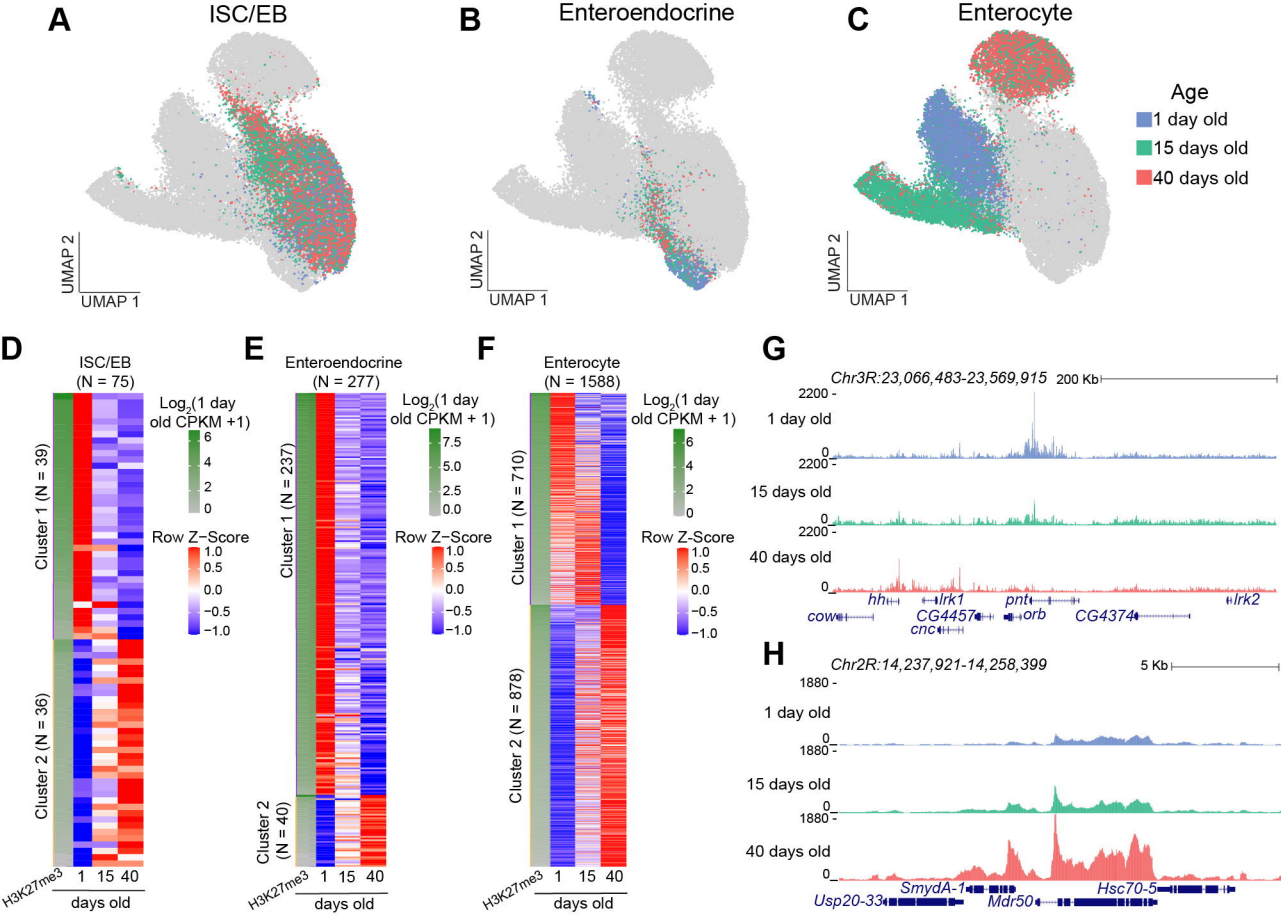 A
ISC/EB
UMAP 2
UMAP 1
B
Enteroendocrine
UMAP 2
UMAP 1
C
Enterocyte
UMAP 2
UMAP 1
Age
1 day old
15 days old
40 days old
D
ISC/EB
(N = 75)
Cluster 1 (N = 39)
Cluster 2 (N = 36)
H3K27me3
1 15 40
days old
Log2(1 day
old CPKM +1)
6
4
2
0
Row Z−Score
1.0
0.5
0.0
−0.5
−1.0
E
Enteroendocrine
(N = 277)
Cluster 1 (N = 237)
Cluster 2
(N = 40)
H3K27me3
1 15 40
days old
Log2(1 day
old CPKM + 1)
7.5
5.0
2.5
0.0
Row Z−Score
1.0
0.5
0.0
−0.5
−1.0
F
Enterocyte
(N = 1588)
Cluster 1 (N = 710)
Cluster 2 (N = 878)
H3K27me3
1 15 40
days old
Log2(1 day
old CPKM +1)
6
4
2
0
Row Z−Score
1.0
0.5
0.0
−0.5
−1.0
G
Chr3R:23,066,483-23,569,915 200 Kb
2200 -
1 day old
0
2200 -
15 days old
0
2200 -
40 days old
0
hh lrk1 pnt lrk2
cow CG4457 orb CG4374
cnc
H
Chr2R:14,237,921-14,258,399 5 Kb
1880 -
1 day old
0
1880 -
15 days old
0
1880 -
40 days old
0
SmydA-1 Hsc70-5
Usp20-33 Mdr50